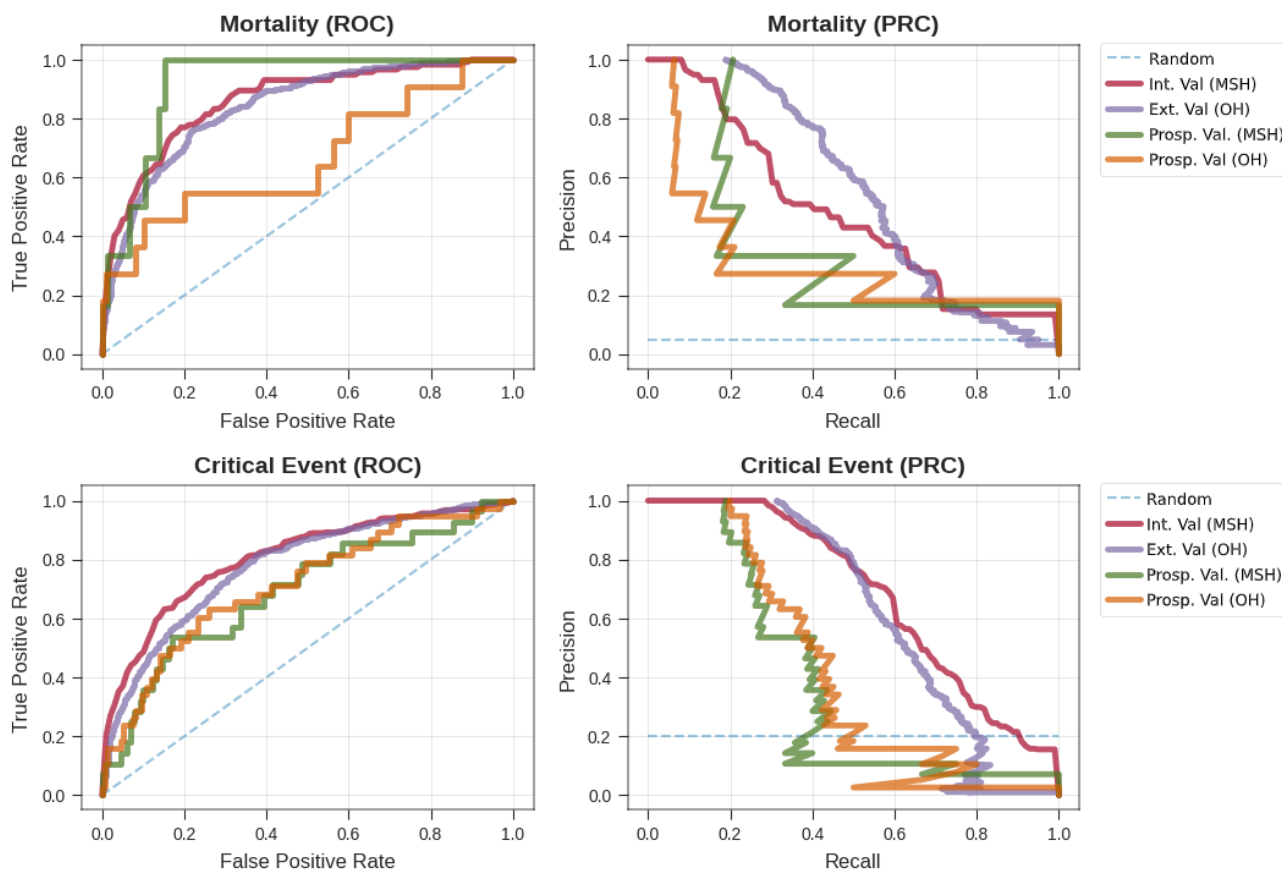 Mortality (ROC)
True Positive Rate
1.0
0.8
0.6
0.4
0.2
0.0
0.0 0.2 0.4 0.6 0.8 1.0
False Positive Rate
Mortality (PRC)
Precision
1.0
0.8
0.6
0.4
0.2
0.0
0.0 0.2 0.4 0.6 0.8 1.0
Recall
Random
Int. Val (MSH)
Ext. Val (OH)
Prosp. Val. (MSH)
Prosp. Val (OH)
Critical Event (ROC)
True Positive Rate
1.0
0.8
0.6
0.4
0.2
0.0
0.0 0.2 0.4 0.6 0.8 1.0
False Positive Rate
Critical Event (PRC)
Precision
1.0
0.8
0.6
0.4
0.2
0.0
0.0 0.2 0.4 0.6 0.8 1.0
Recall
Random
Int. Val (MSH)
Ext. Val (OH)
Prosp. Val. (MSH)
Prosp. Val (OH)